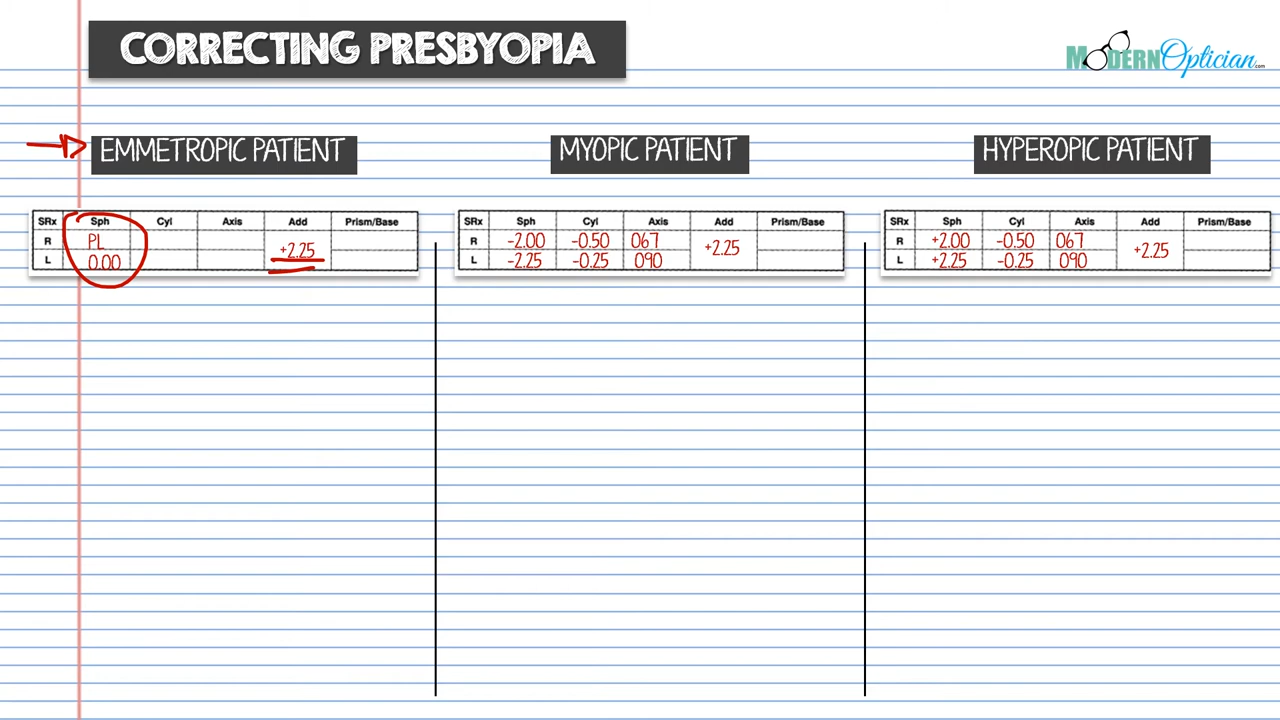 CORRECTING PRESBYOPIA
MODERNOptician.com
EMMETROPIC PATIENT
SRx Sph Cyl Axis Add Prism/Base
R PL
+2.25
L 0.00
MYOPIC PATIENT
SRx Sph Cyl Axis Add Prism/Base
R -2.00 -0.50 067
+2.25
L -2.25 -0.25 090
HYPEROPIC PATIENT
SRx Sph Cyl Axis Add Prism/Base
R +2.00 -0.50 067
+2.25
L +2.25 -0.25 090